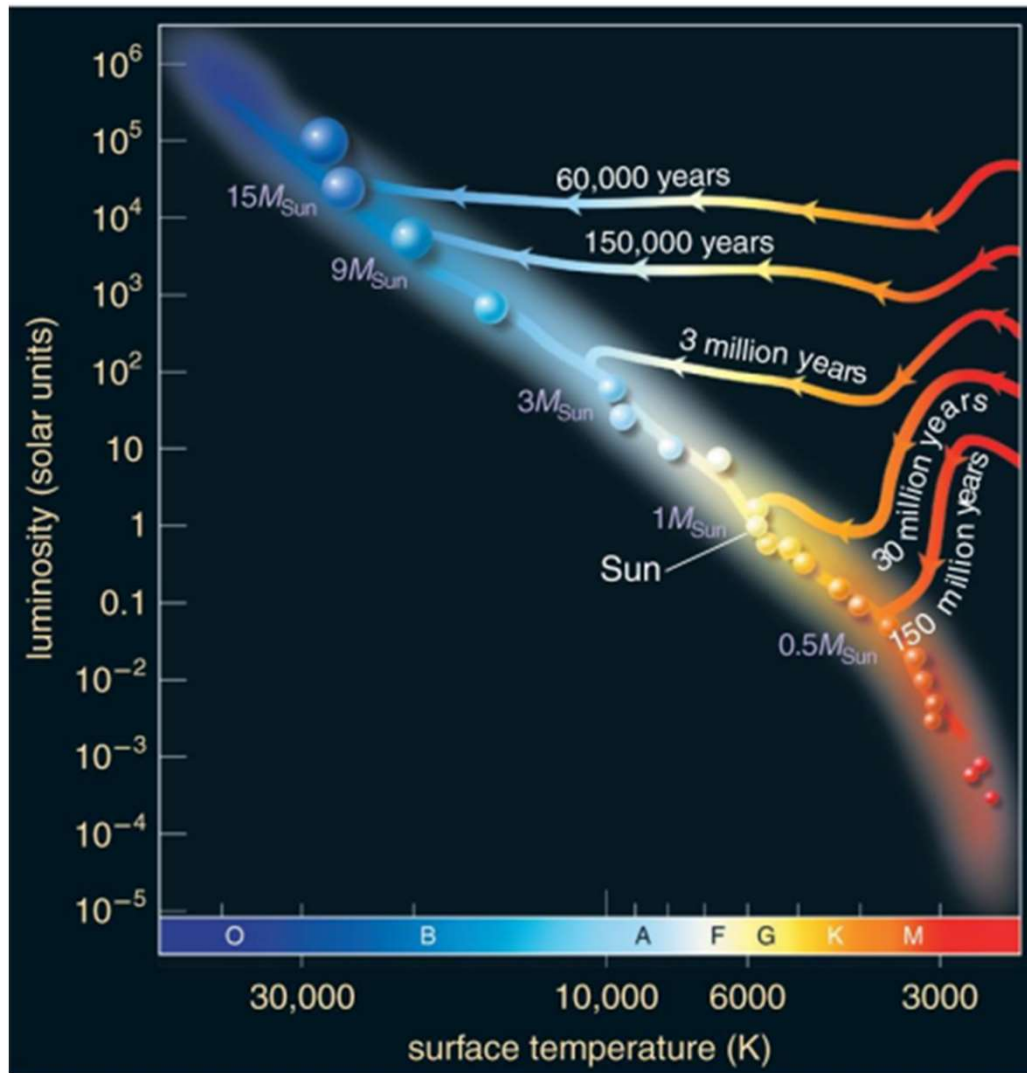 10⁶
10⁵
10⁴
10³
10²
10
1
0.1
10⁻²
10⁻³
10⁻⁴
10⁻⁵
luminosity (solar units)
60,000 years
15M_Sun
150,000 years
9M_Sun
3 million years
3M_Sun
30 million years
1M_Sun
150 million years
Sun
0.5M_Sun
O B A F G K M
30,000 10,000 6000 3000
surface temperature (K)